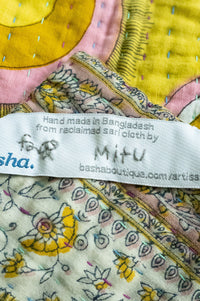 Hand made in Bangladesh
from reclaimed sari cloth by
MITU
sha.
bashaboutique.com/artisa